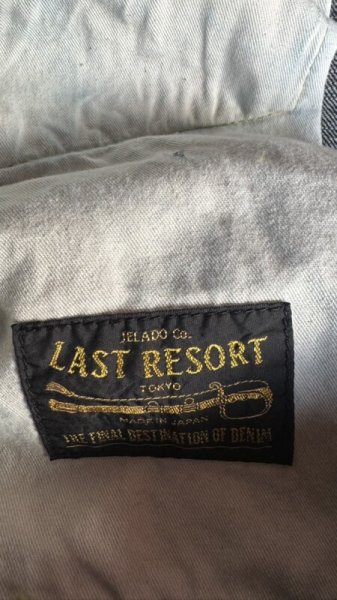 JELADO Co.
LAST RESORT
TOKYO
MADE IN JAPAN
THE FINAL DESTINATION OF DENIM